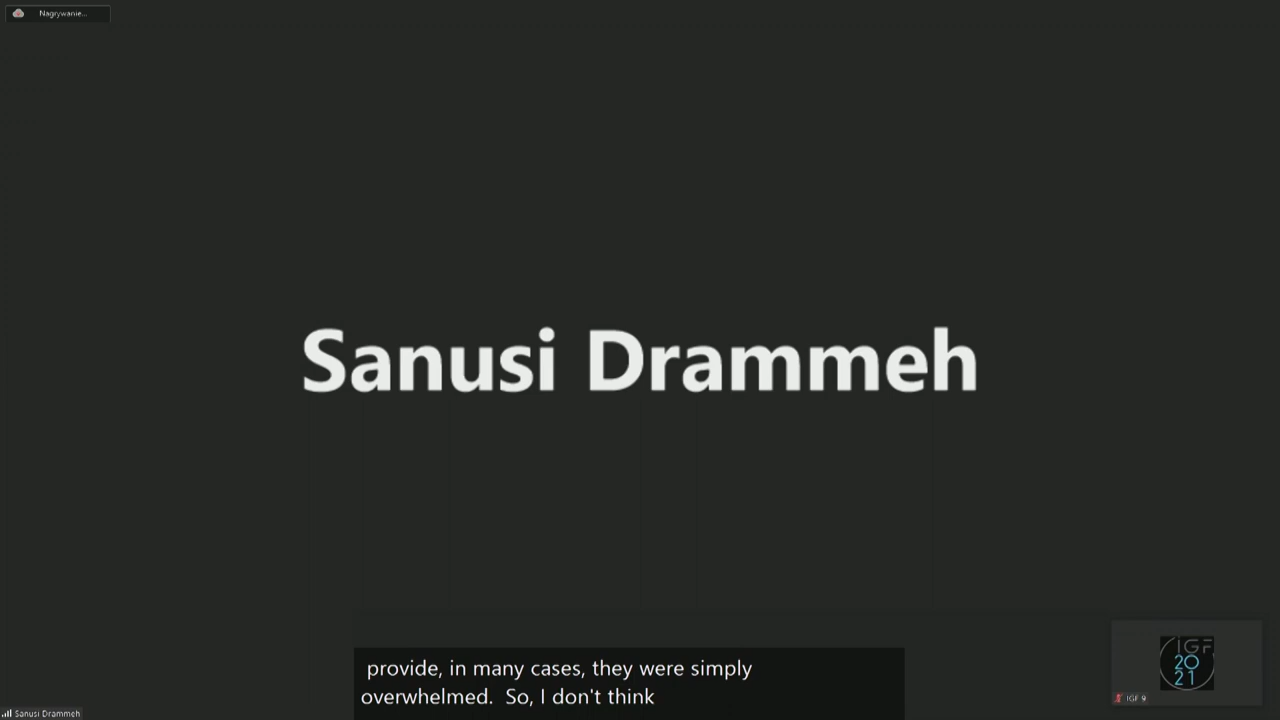 Nagrywanie...
Sanusi Drammeh
provide, in many cases, they were simply
overwhelmed.  So, I don't think
IGF
20
21
IGF 9
Sanusi Drammeh